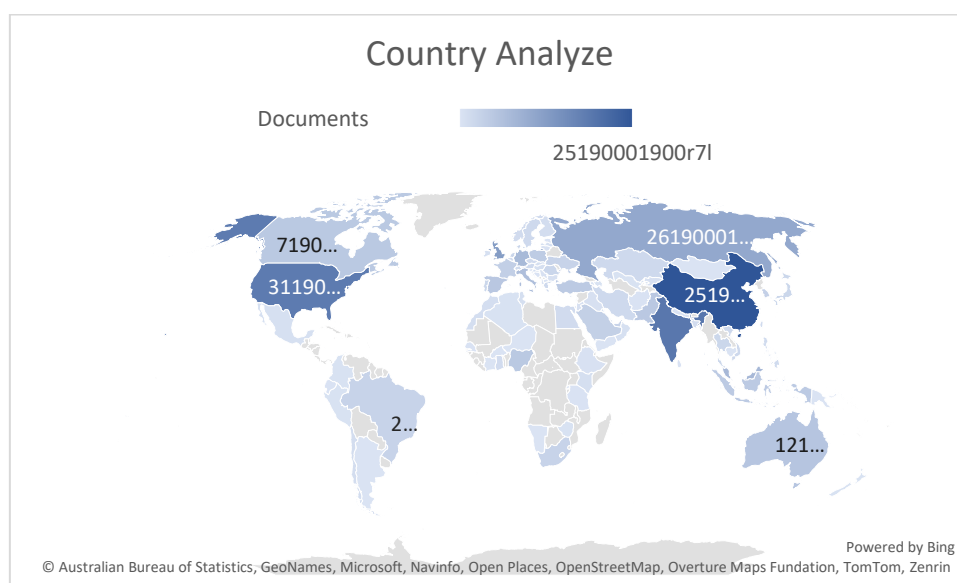 Country Analyze
Documents
25190001900r7l
7190...
26190001...
31190...
2519...
2...
121...
Powered by Bing
© Australian Bureau of Statistics, GeoNames, Microsoft, Navinfo, Open Places, OpenStreetMap, Overture Maps Fundation, TomTom, Zenrin